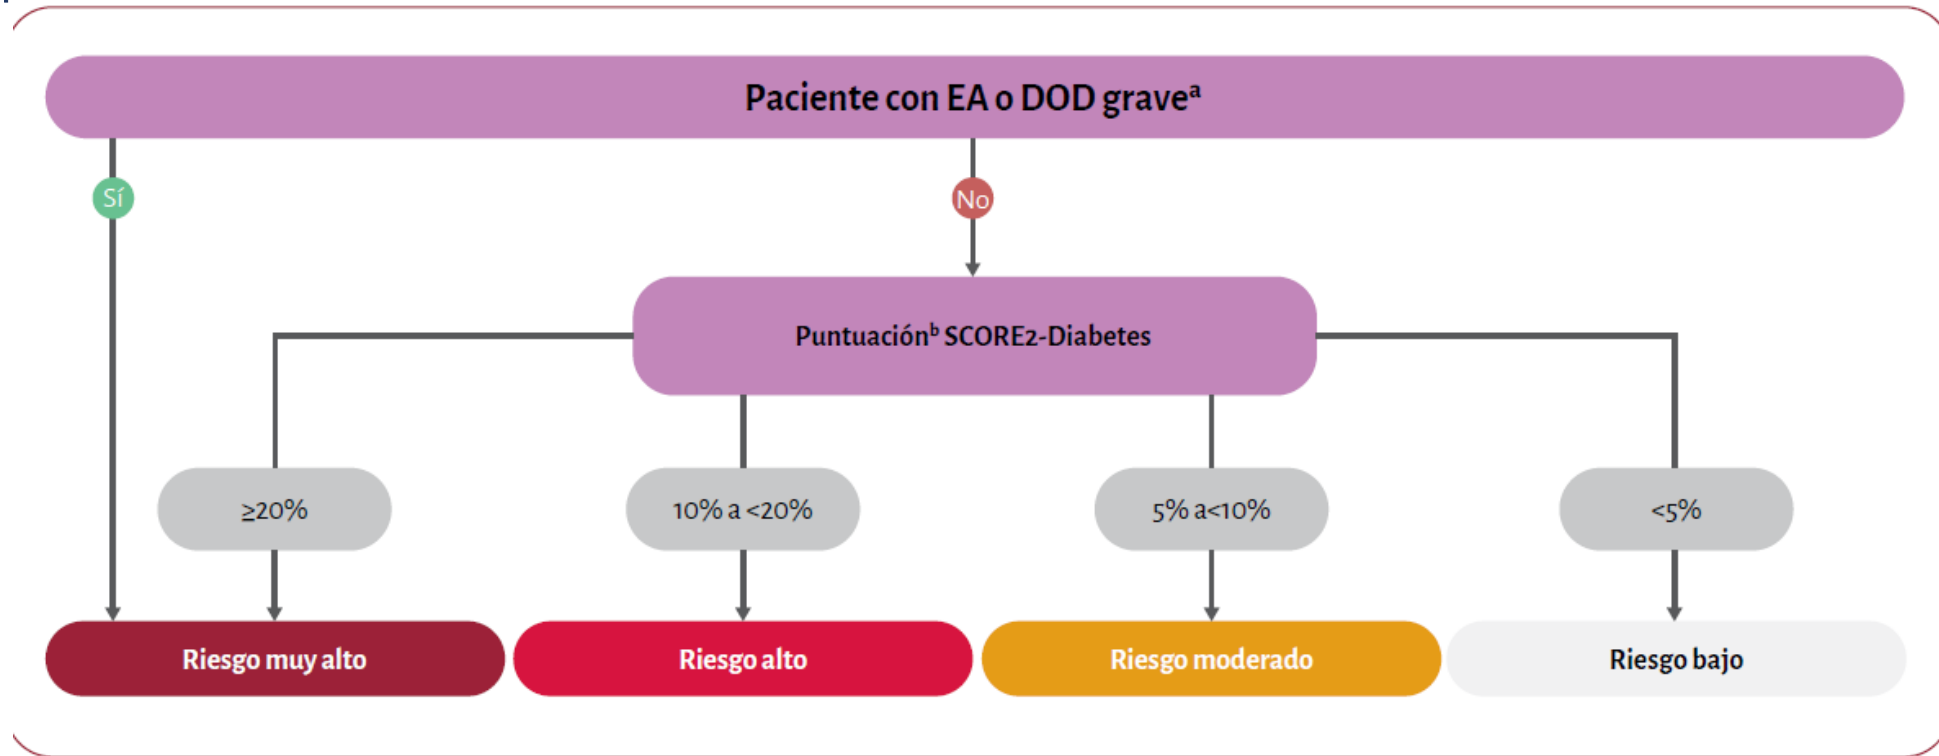 Paciente con EA o DOD graveᵃ
Sí
No
Puntuaciónᵇ SCORE2-Diabetes
≥20%
10% a <20%
5% a<10%
<5%
Riesgo muy alto
Riesgo alto
Riesgo moderado
Riesgo bajo